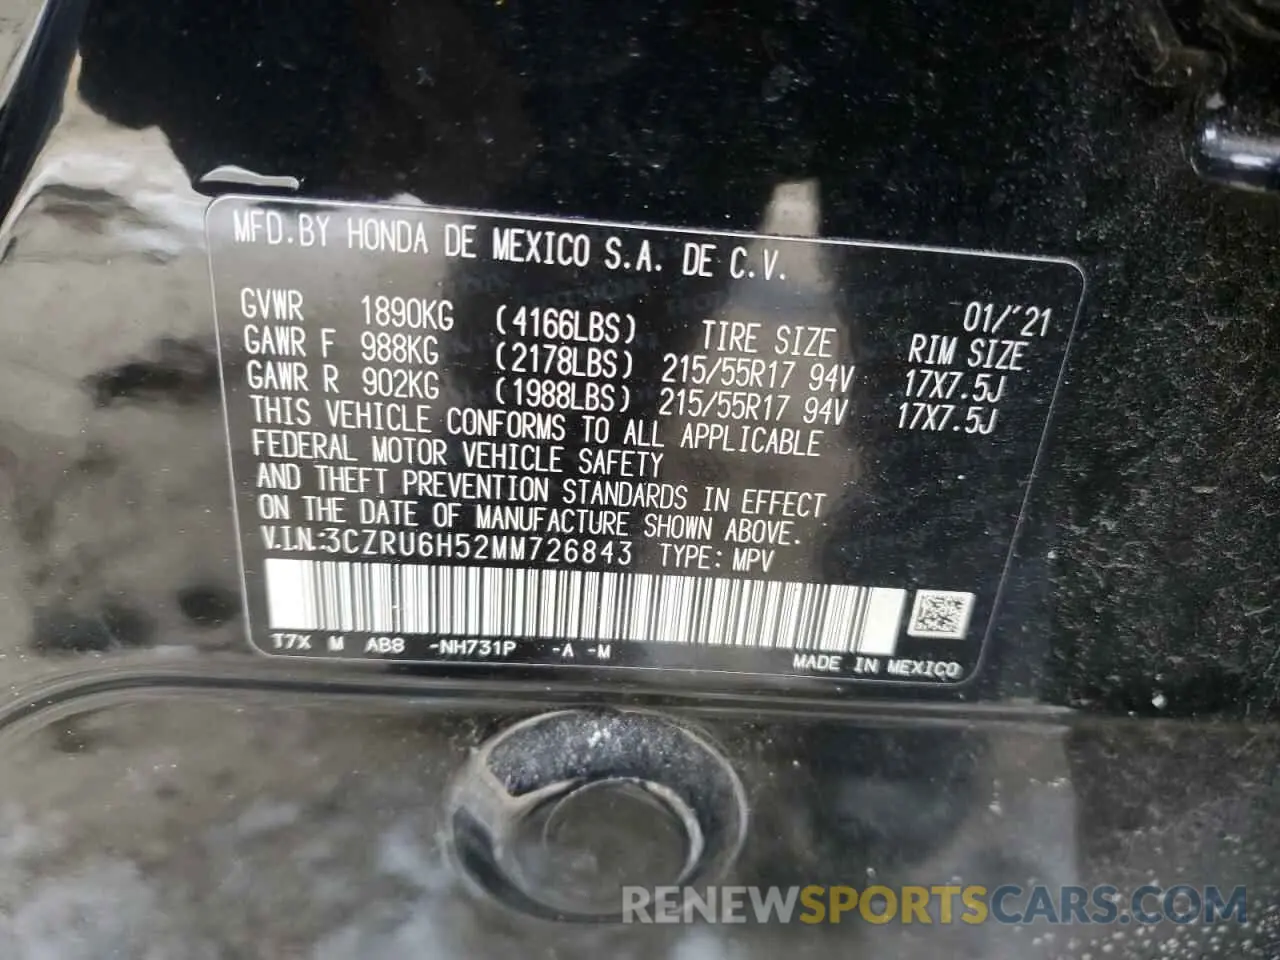 MFD.BY HONDA DE MEXICO S.A. DE C.V.
01/'21
GVWR 1890KG (4166LBS) TIRE SIZE RIM SIZE
GAWR F 988KG (2178LBS) 215/55R17 94V 17X7.5J
GAWR R 902KG (1988LBS) 215/55R17 94V 17X7.5J
THIS VEHICLE CONFORMS TO ALL APPLICABLE
FEDERAL MOTOR VEHICLE SAFETY
AND THEFT PREVENTION STANDARDS IN EFFECT
ON THE DATE OF MANUFACTURE SHOWN ABOVE.
V.I.N.:3CZRU6H52MM726843 TYPE: MPV
T7X M AB8 -NH731P -A -M
MADE IN MEXICO
RENEWSPORTSCARS.COM